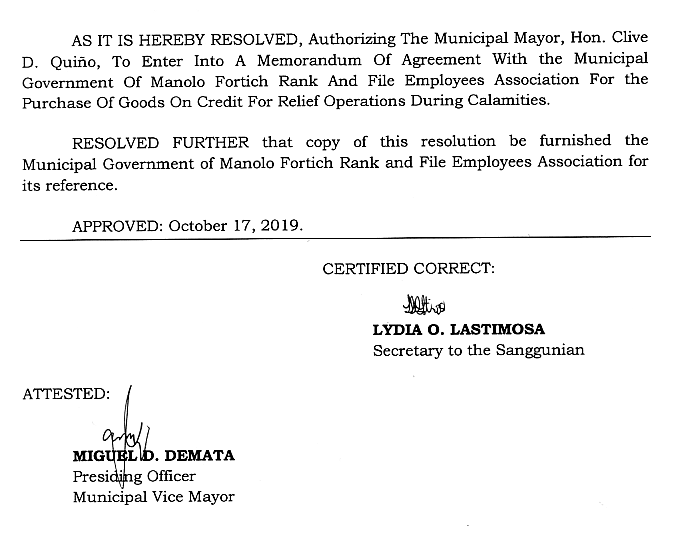 AS IT IS HEREBY RESOLVED, Authorizing The Municipal Mayor, Hon. Clive
D. Quiño, To Enter Into A Memorandum Of Agreement With the Municipal
Government Of Manolo Fortich Rank And File Employees Association For the
Purchase Of Goods On Credit For Relief Operations During Calamities.
RESOLVED FURTHER that copy of this resolution be furnished the
Municipal Government of Manolo Fortich Rank and File Employees Association for
its reference.
APPROVED: October 17, 2019.
CERTIFIED CORRECT:
LYDIA O. LASTIMOSA
Secretary to the Sanggunian
ATTESTED:
MIGUEL D. DEMATA
Presiding Officer
Municipal Vice Mayor